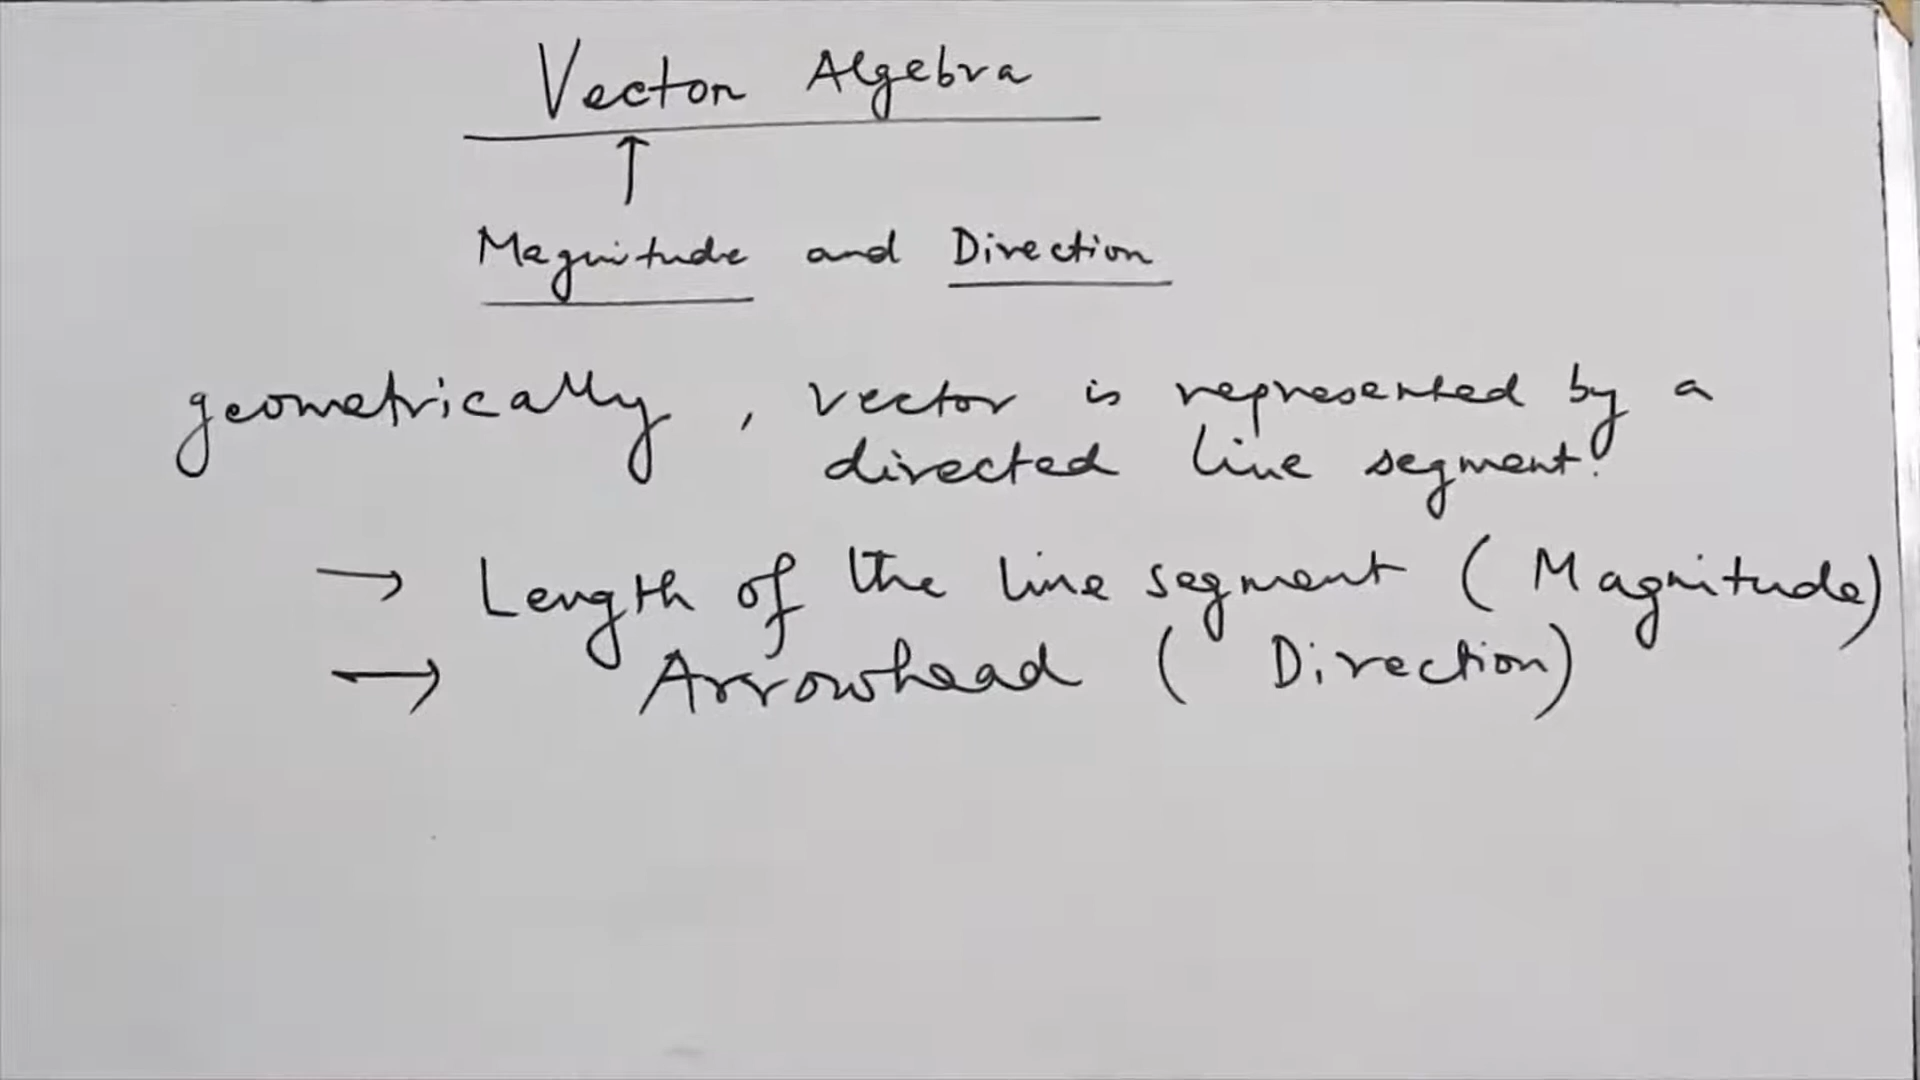 Vector Algebra
↑
Magnitude and Direction
geometrically, vector is represented by a
directed line segment.
→ Length of the line segment (Magnitude)
→ Arrowhead (Direction)